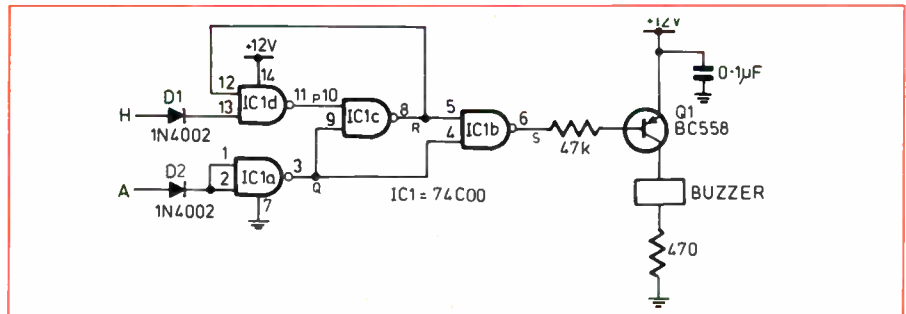 +12V
+12V
12
14
0·1µF
D1
IC1d
11
P
10
H
13
IC1c
8
5
Q1
1N4002
9
R
IC1b
6
BC558
4
S
D2
1
47k
IC1a
3
A
2
Q
IC1 = 74C00
BUZZER
1N4002
7
470